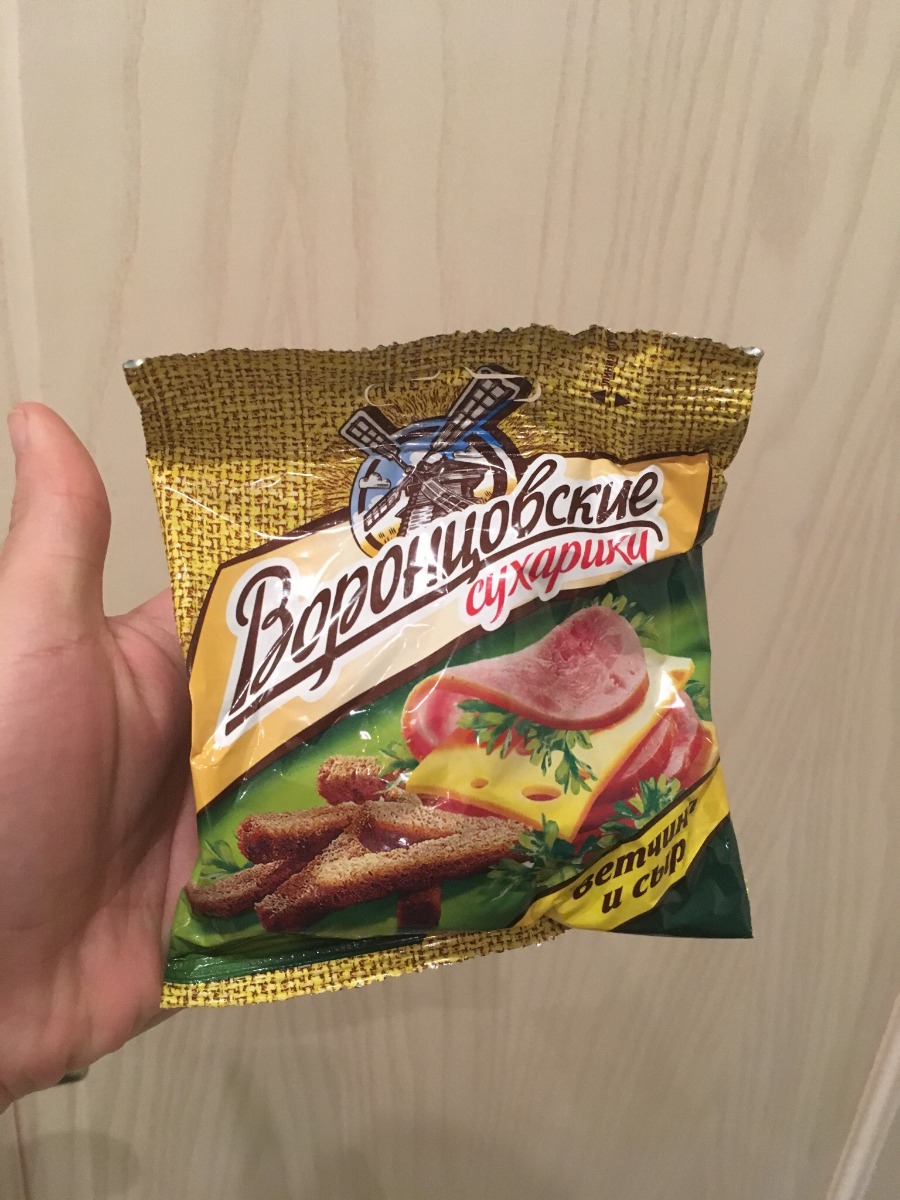 Воронцовские
сухарики
ветчина
и сыр